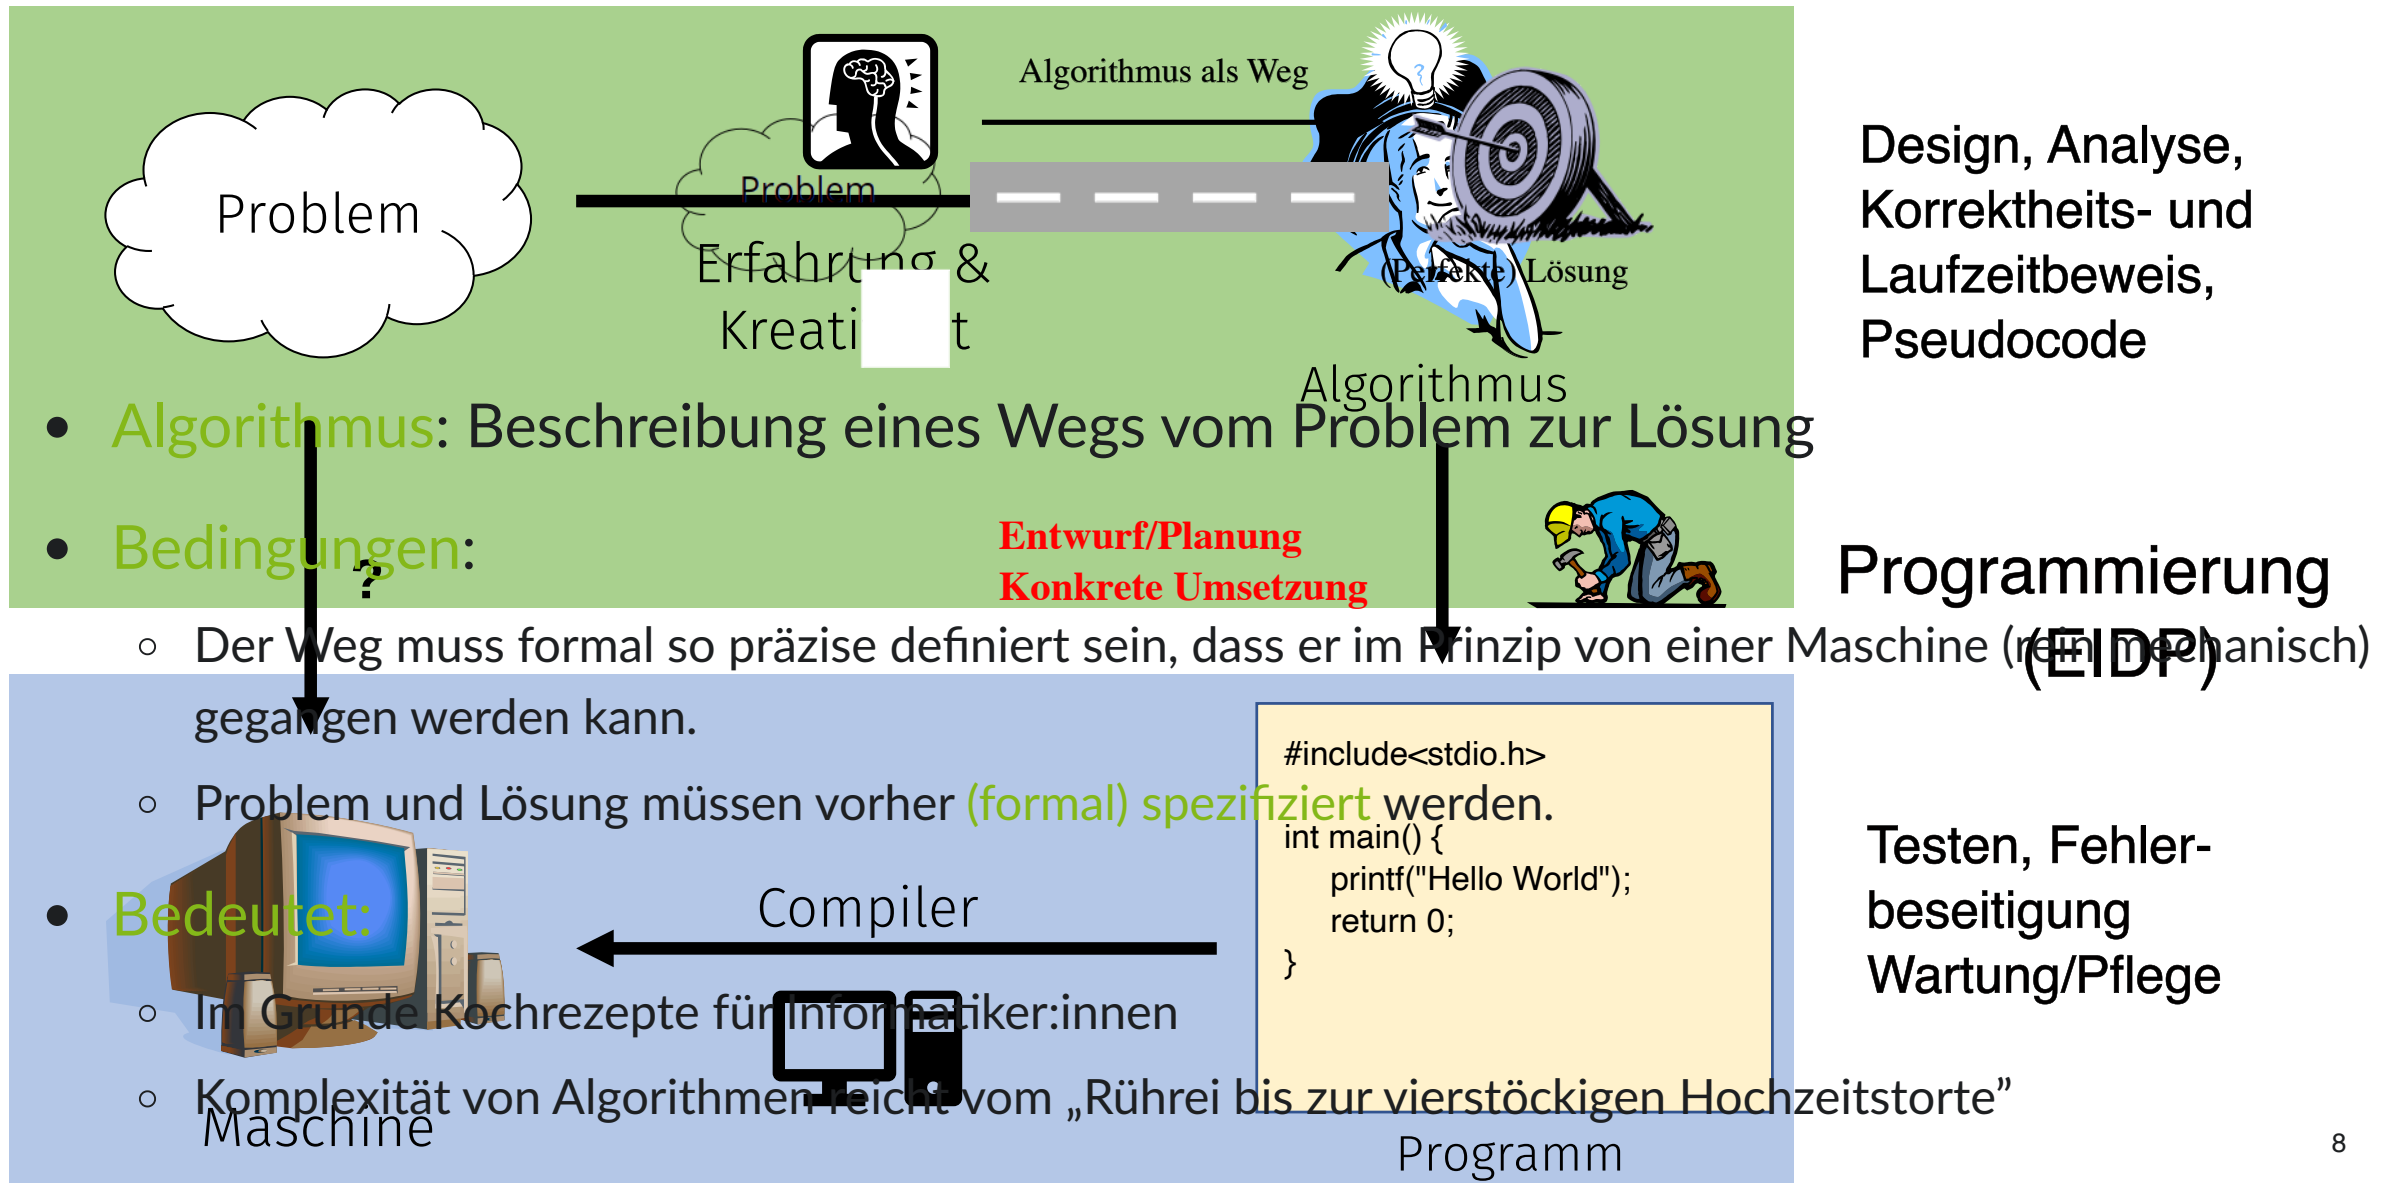 Algorithmus als Weg
Problem
Problem
Erfahrung &
Kreati t
(Perfekte) Lösung
Algorithmus
Design, Analyse,
Korrektheits- und
Laufzeitbeweis,
Pseudocode
• Algorithmus: Beschreibung eines Wegs vom Problem zur Lösung
• Bedingungen:
?
Entwurf/Planung
Konkrete Umsetzung
Programmierung
(EIDP)
○ Der Weg muss formal so präzise definiert sein, dass er im Prinzip von einer Maschine (rein mechanisch)
gegangen werden kann.
○ Problem und Lösung müssen vorher (formal) spezifiziert werden.
#include<stdio.h>
int main() {
printf("Hello World");
return 0;
}
Testen, Fehler-
beseitigung
Wartung/Pflege
• Bedeutet:
Compiler
○ Im Grunde Kochrezepte für Informatiker:innen
○ Komplexität von Algorithmen reicht vom „Rührei bis zur vierstöckigen Hochzeitstorte”
Maschine
Programm
8